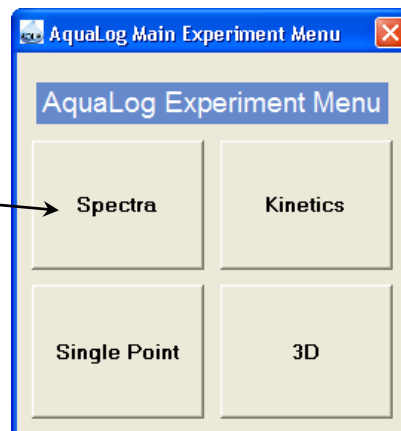 AquaLog Main Experiment Menu
AquaLog Experiment Menu
Spectra Kinetics
Single Point 3D